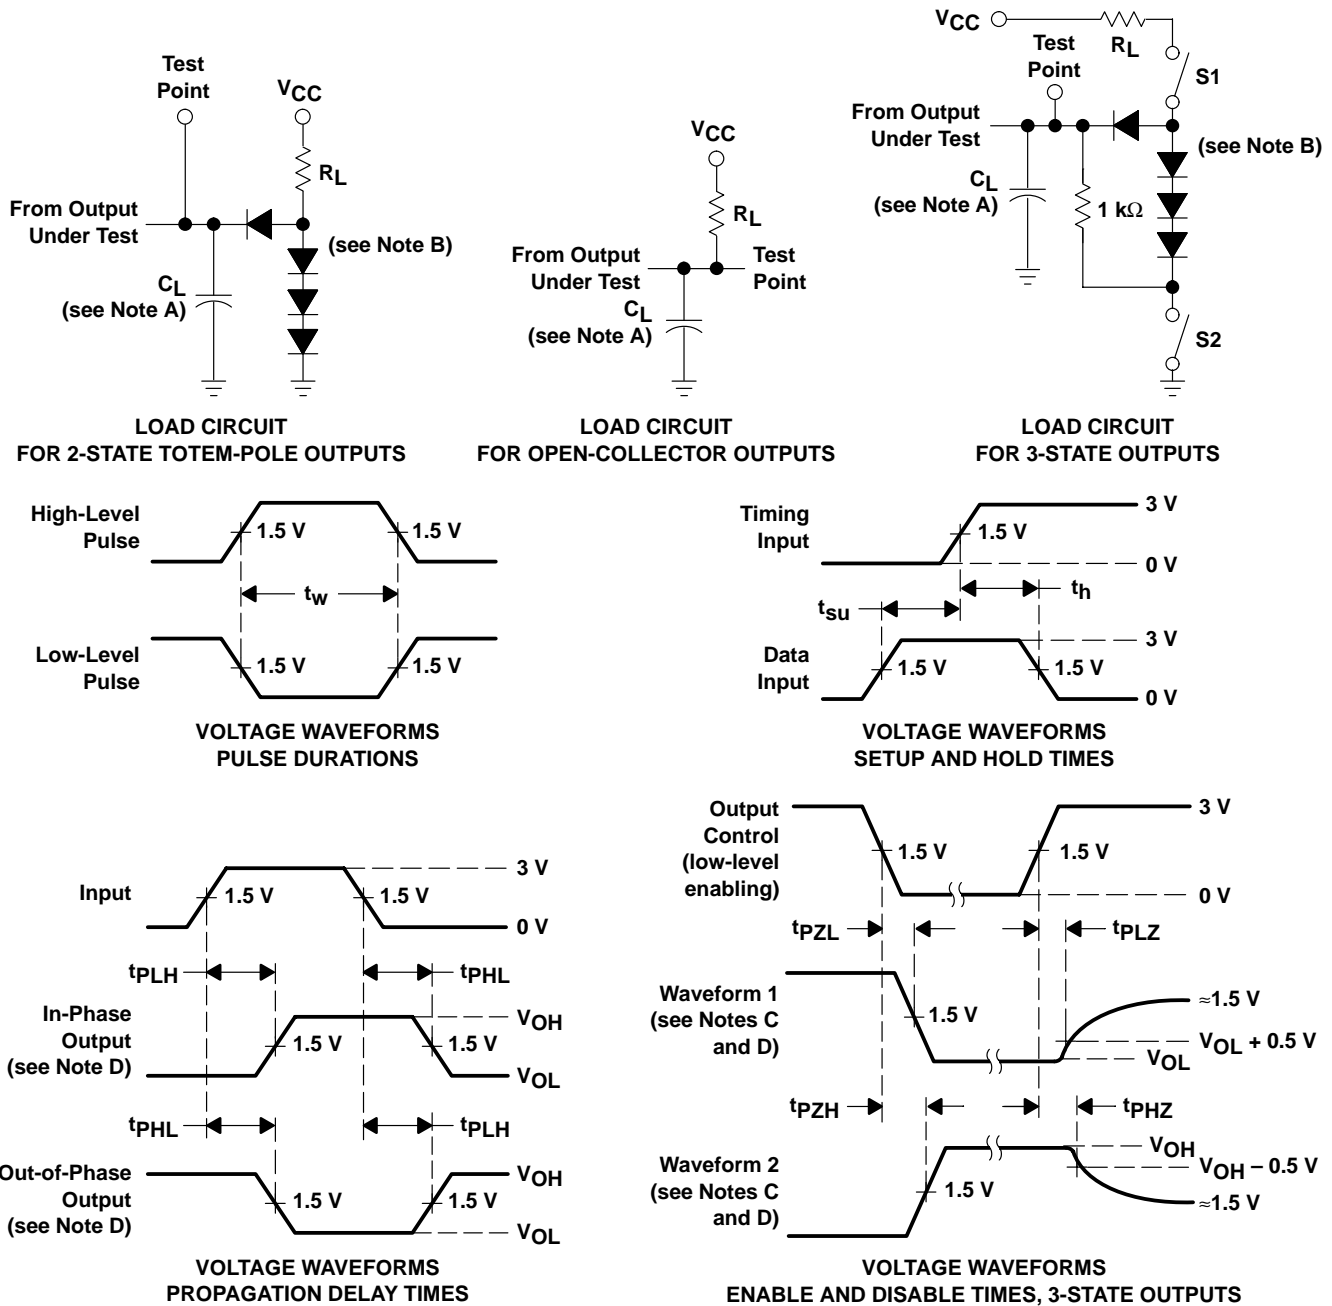 Test
Point
VCC
RL
From Output
Under Test
(see Note B)
CL
(see Note A)
LOAD CIRCUIT
FOR 2-STATE TOTEM-POLE OUTPUTS
VCC
RL
From Output
Under Test
Test
Point
CL
(see Note A)
LOAD CIRCUIT
FOR OPEN-COLLECTOR OUTPUTS
VCC
RL
Test
Point
S1
From Output
Under Test
(see Note B)
CL
(see Note A)
1 kΩ
S2
LOAD CIRCUIT
FOR 3-STATE OUTPUTS
High-Level
Pulse
1.5 V
1.5 V
tw
Low-Level
Pulse
1.5 V
1.5 V
VOLTAGE WAVEFORMS
PULSE DURATIONS
Timing
Input
1.5 V
3 V
0 V
th
tsu
Data
Input
1.5 V
1.5 V
3 V
0 V
VOLTAGE WAVEFORMS
SETUP AND HOLD TIMES
Input
1.5 V
1.5 V
3 V
0 V
tPLH
tPHL
In-Phase
Output
(see Note D)
1.5 V
1.5 V
VOH
VOL
tPHL
tPLH
Out-of-Phase
Output
(see Note D)
1.5 V
1.5 V
VOH
VOL
VOLTAGE WAVEFORMS
PROPAGATION DELAY TIMES
Output
Control
(low-level
enabling)
1.5 V
1.5 V
3 V
0 V
tPZL
tPLZ
Waveform 1
(see Notes C
and D)
1.5 V
≈1.5 V
VOL + 0.5 V
VOL
tPZH
tPHZ
Waveform 2
(see Notes C
and D)
1.5 V
VOH
VOH – 0.5 V
≈1.5 V
VOLTAGE WAVEFORMS
ENABLE AND DISABLE TIMES, 3-STATE OUTPUTS